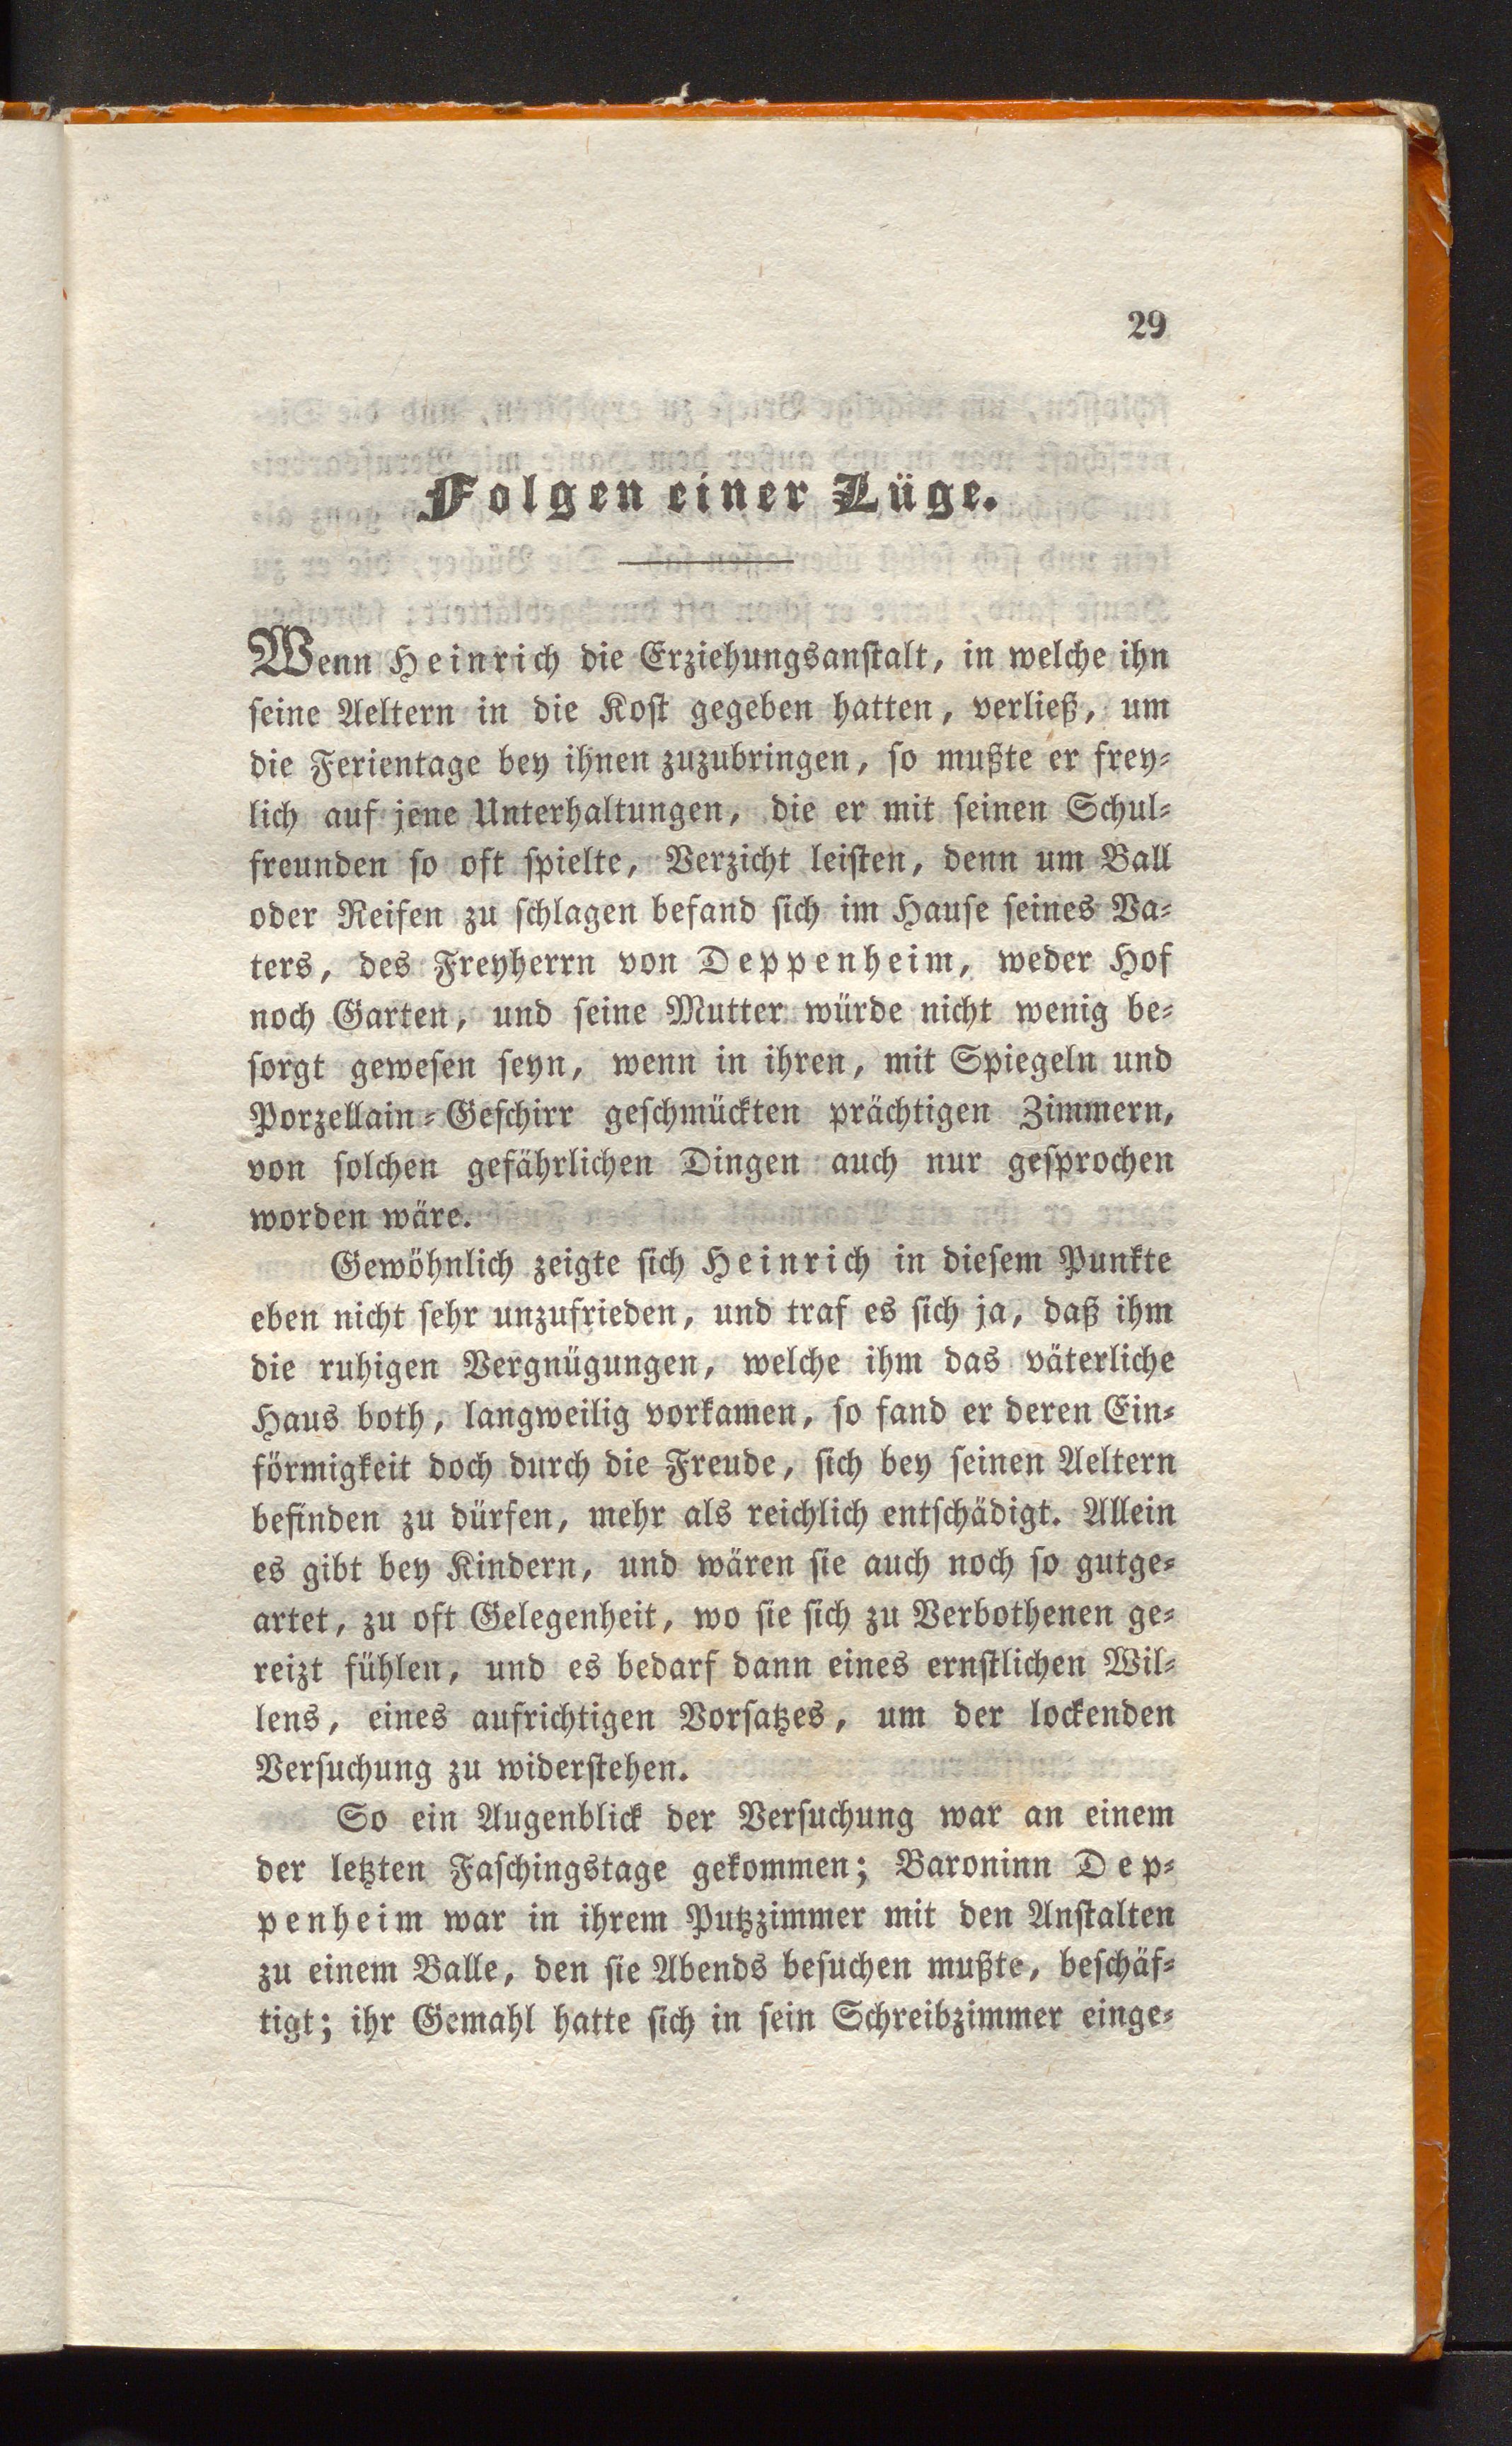 29
Folgen einer Lüge.
Wenn Heinrich die Erziehungsanstalt, in welche ihn
seine Aeltern in die Kost gegeben hatten, verließ, um
die Ferientage bey ihnen zuzubringen, so mußte er frey-
lich auf jene Unterhaltungen, die er mit seinen Schul-
freunden so oft spielte, Verzicht leisten, denn um Ball
oder Reifen zu schlagen befand sich im Hause seines Va-
ters, des Freyherrn von Deppenheim, weder Hof
noch Garten, und seine Mutter würde nicht wenig be-
sorgt gewesen seyn, wenn in ihren, mit Spiegeln und
Porzellain-Geschirr geschmückten prächtigen Zimmern,
von solchen gefährlichen Dingen auch nur gesprochen
worden wäre.
Gewöhnlich zeigte sich Heinrich in diesem Punkte
eben nicht sehr unzufrieden, und traf es sich ja, daß ihm
die ruhigen Vergnügungen, welche ihm das väterliche
Haus both, langweilig vorkamen, so fand er deren Ein-
förmigkeit doch durch die Freude, sich bey seinen Aeltern
befinden zu dürfen, mehr als reichlich entschädigt. Allein
es gibt bey Kindern, und wären sie auch noch so gutge-
artet, zu oft Gelegenheit, wo sie sich zu Verbothenen ge-
reizt fühlen, und es bedarf dann eines ernstlichen Wil-
lens, eines aufrichtigen Vorsatzes, um der lockenden
Versuchung zu widerstehen.
So ein Augenblick der Versuchung war an einem
der letzten Faschingstage gekommen; Baroninn Dep-
penheim war in ihrem Putzzimmer mit den Anstalten
zu einem Balle, den sie Abends besuchen mußte, beschäf-
tigt; ihr Gemahl hatte sich in sein Schreibzimmer einge-